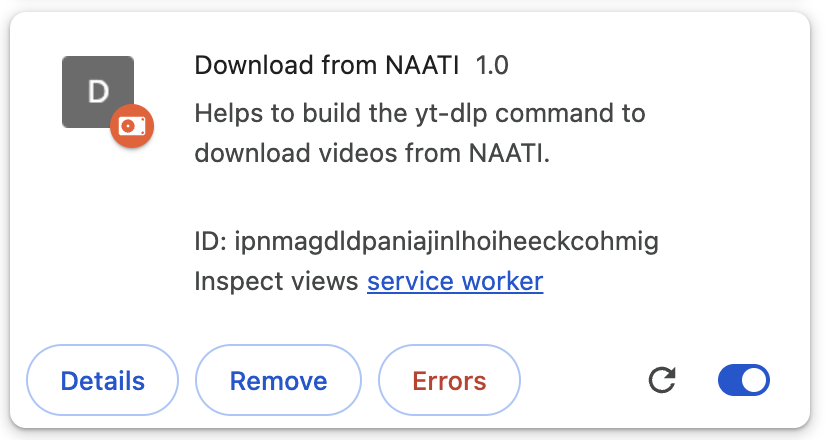 D
Download from NAATI 1.0
Helps to build the yt-dlp command to
download videos from NAATI.
ID: ipnmagdldpaniajinlhoiheeckcohmig
Inspect views service worker
Details Remove Errors